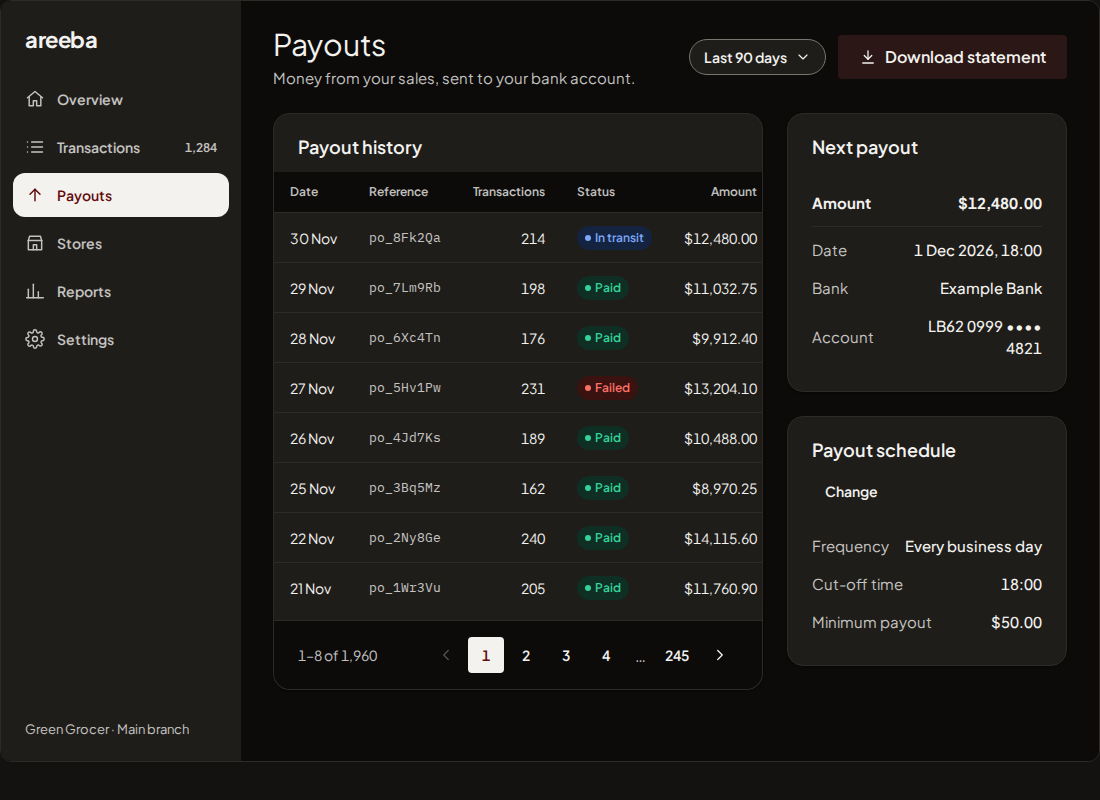 areeba
Overview
Transactions 1,284
Payouts
Stores
Reports
Settings
Green Grocer · Main branch
Payouts
Money from your sales, sent to your bank account.
Last 90 days
Download statement
Payout history
Date Reference Transactions Status Amount
30 Nov po_8Fk2Qa 214 In transit $12,480.00
29 Nov po_7Lm9Rb 198 Paid $11,032.75
28 Nov po_6Xc4Tn 176 Paid $9,912.40
27 Nov po_5Hv1Pw 231 Failed $13,204.10
26 Nov po_4Jd7Ks 189 Paid $10,488.00
25 Nov po_3Bq5Mz 162 Paid $8,970.25
22 Nov po_2Ny8Ge 240 Paid $14,115.60
21 Nov po_1Wr3Vu 205 Paid $11,760.90
1–8 of 1,960 1 2 3 4 … 245
Next payout
Amount $12,480.00
Date 1 Dec 2026, 18:00
Bank Example Bank
Account LB62 0999 ••••
4821
Payout schedule
Change
Frequency Every business day
Cut-off time 18:00
Minimum payout $50.00